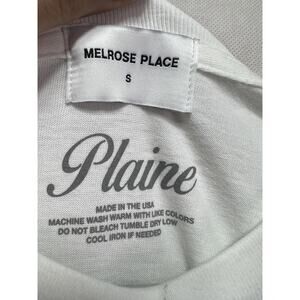 MELROSE PLACE
S
Plaine
MADE IN THE USA
MACHINE WASH WARM WITH LIKE COLORS
DO NOT BLEACH TUMBLE DRY LOW
COOL IRON IF NEEDED